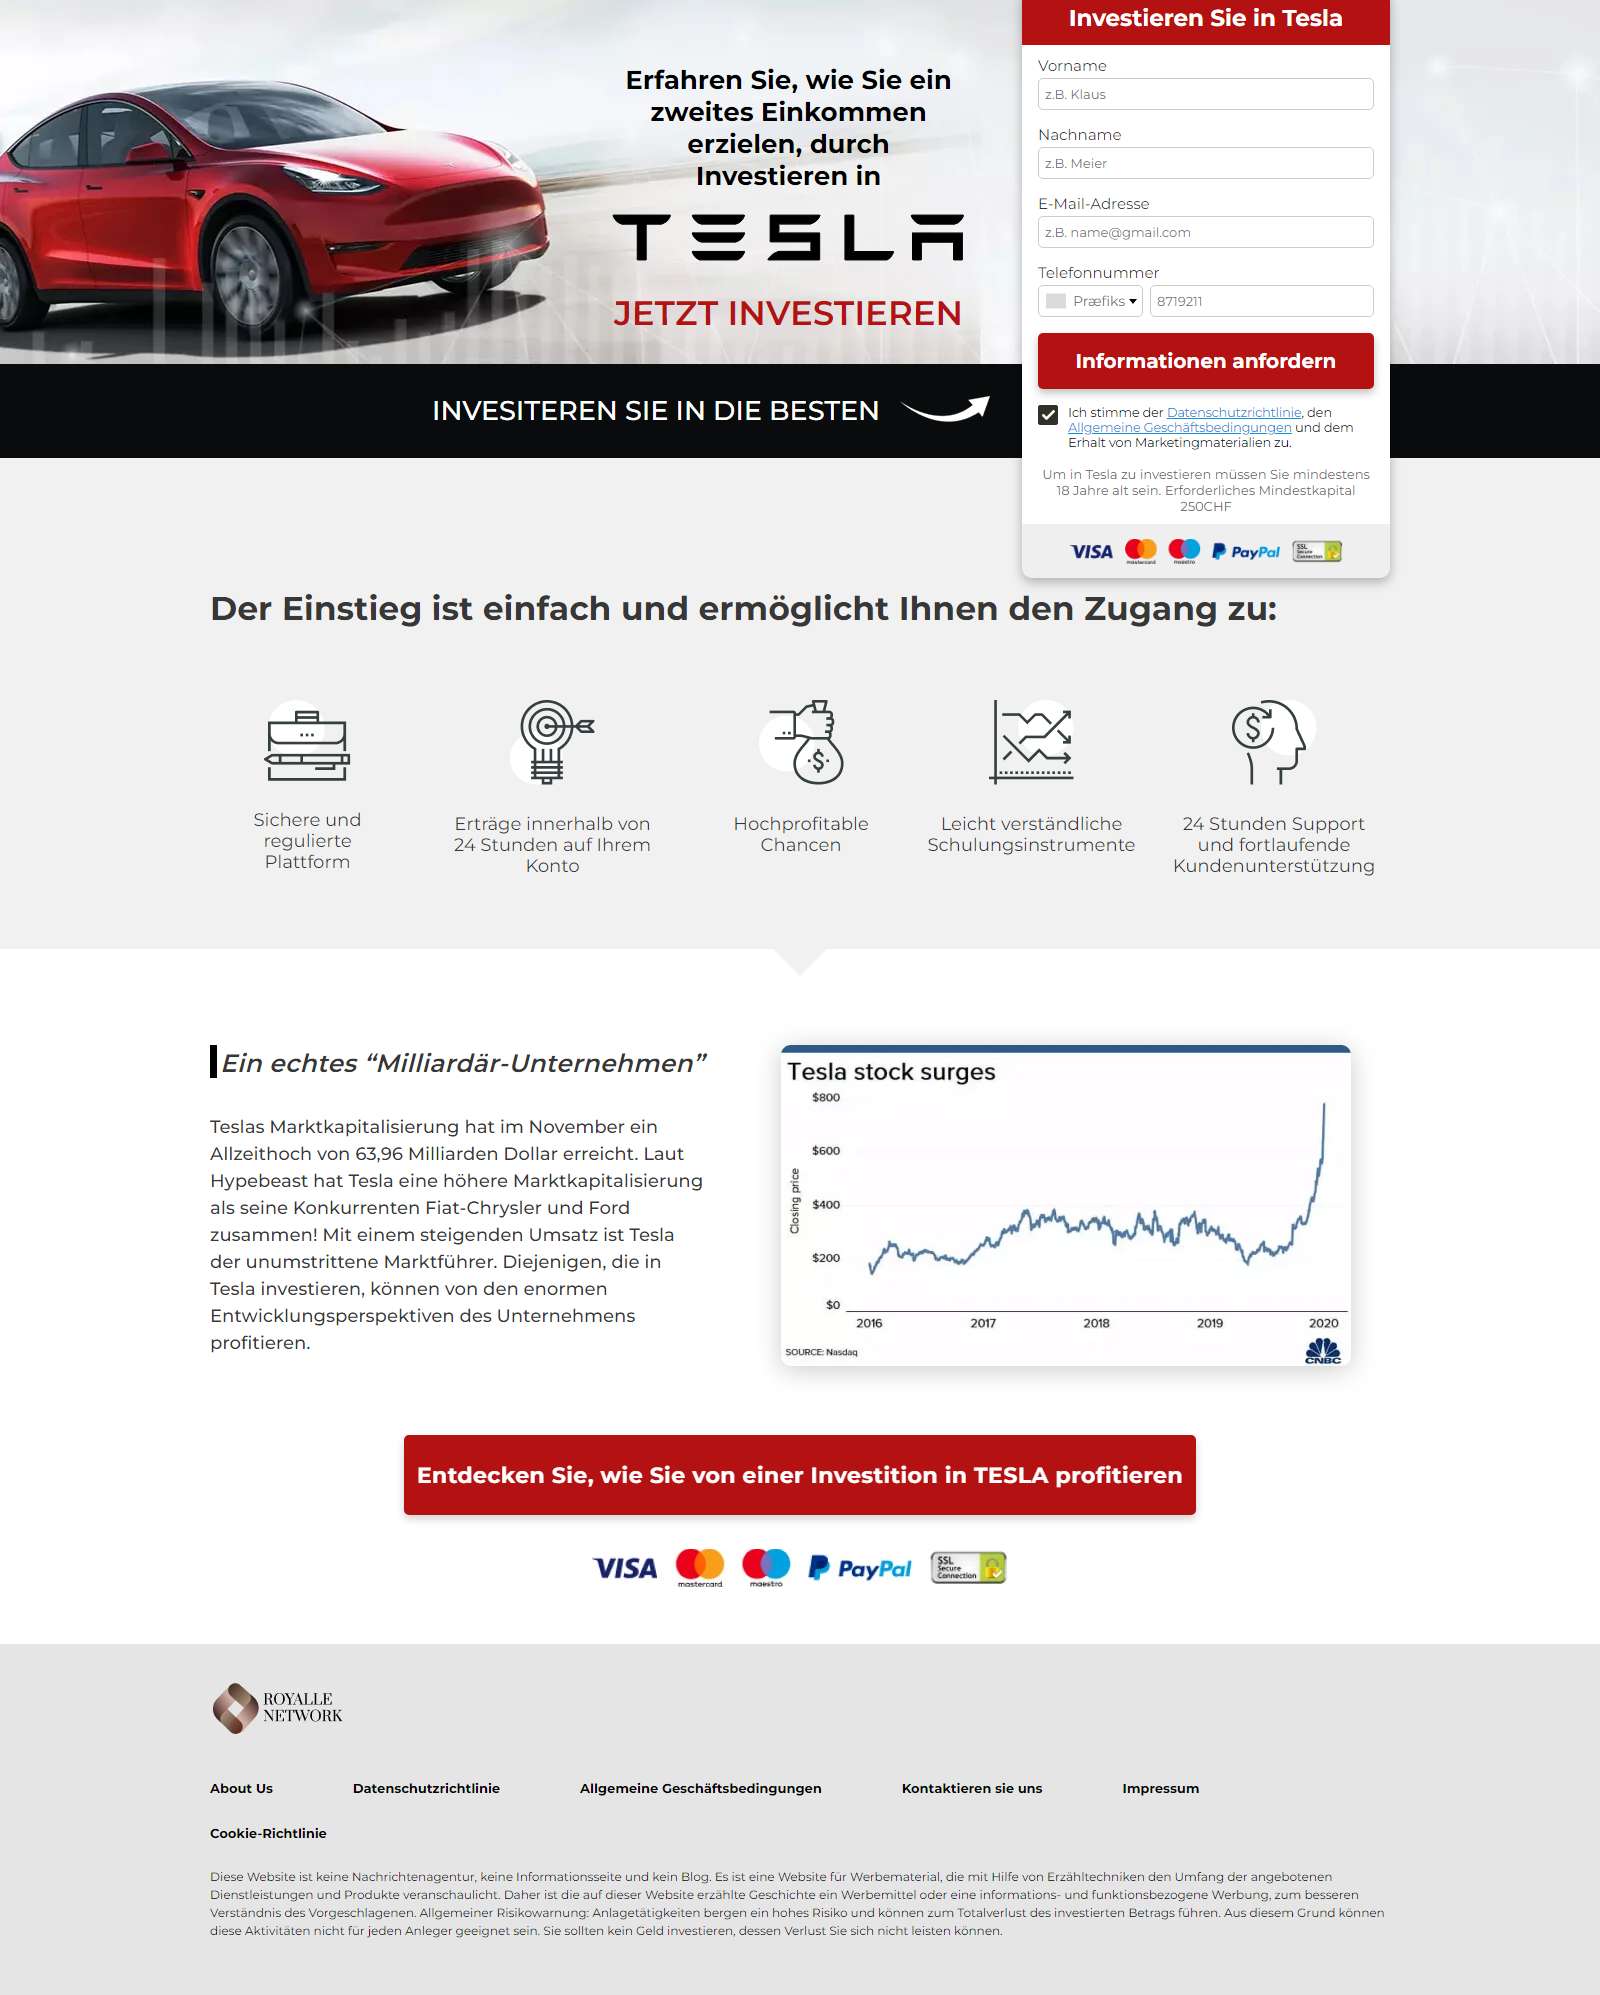 Erfahren Sie, wie Sie ein
zweites Einkommen
erzielen, durch
Investieren in
TESLA
JETZT INVESTIEREN
INVESITEREN SIE IN DIE BESTEN
Investieren Sie in Tesla
Vorname
z.B. Klaus
Nachname
z.B. Meier
E-Mail-Adresse
z.B. name@gmail.com
Telefonnummer
Præfiks 8719211
Informationen anfordern
Ich stimme der Datenschutzrichtlinie, den
Allgemeine Geschäftsbedingungen und dem
Erhalt von Marketingmaterialien zu.
Um in Tesla zu investieren müssen Sie mindestens
18 Jahre alt sein. Erforderliches Mindestkapital
250CHF
VISA mastercard maestro PayPal SSL Secure Connection
Der Einstieg ist einfach und ermöglicht Ihnen den Zugang zu:
Sichere und
regulierte
Plattform
Erträge innerhalb von
24 Stunden auf Ihrem
Konto
Hochprofitable
Chancen
Leicht verständliche
Schulungsinstrumente
24 Stunden Support
und fortlaufende
Kundenunterstützung
Ein echtes “Milliardär-Unternehmen”
Teslas Marktkapitalisierung hat im November ein
Allzeithoch von 63,96 Milliarden Dollar erreicht. Laut
Hypebeast hat Tesla eine höhere Marktkapitalisierung
als seine Konkurrenten Fiat-Chrysler und Ford
zusammen! Mit einem steigenden Umsatz ist Tesla
der unumstrittene Marktführer. Diejenigen, die in
Tesla investieren, können von den enormen
Entwicklungsperspektiven des Unternehmens
profitieren.
Tesla stock surges
$800
$600
$400
$200
$0
Closing price
2016 2017 2018 2019 2020
SOURCE: Nasdaq
CNBC
Entdecken Sie, wie Sie von einer Investition in TESLA profitieren
VISA mastercard maestro PayPal SSL Secure Connection
ROYALLE
NETWORK
About Us Datenschutzrichtlinie Allgemeine Geschäftsbedingungen Kontaktieren sie uns Impressum
Cookie-Richtlinie
Diese Website ist keine Nachrichtenagentur, keine Informationsseite und kein Blog. Es ist eine Website für Werbematerial, die mit Hilfe von Erzähltechniken den Umfang der angebotenen
Dienstleistungen und Produkte veranschaulicht. Daher ist die auf dieser Website erzählte Geschichte ein Werbemittel oder eine informations- und funktionsbezogene Werbung, zum besseren
Verständnis des Vorgeschlagenen. Allgemeiner Risikowarnung: Anlagetätigkeiten bergen ein hohes Risiko und können zum Totalverlust des investierten Betrags führen. Aus diesem Grund können
diese Aktivitäten nicht für jeden Anleger geeignet sein. Sie sollten kein Geld investieren, dessen Verlust Sie sich nicht leisten können.